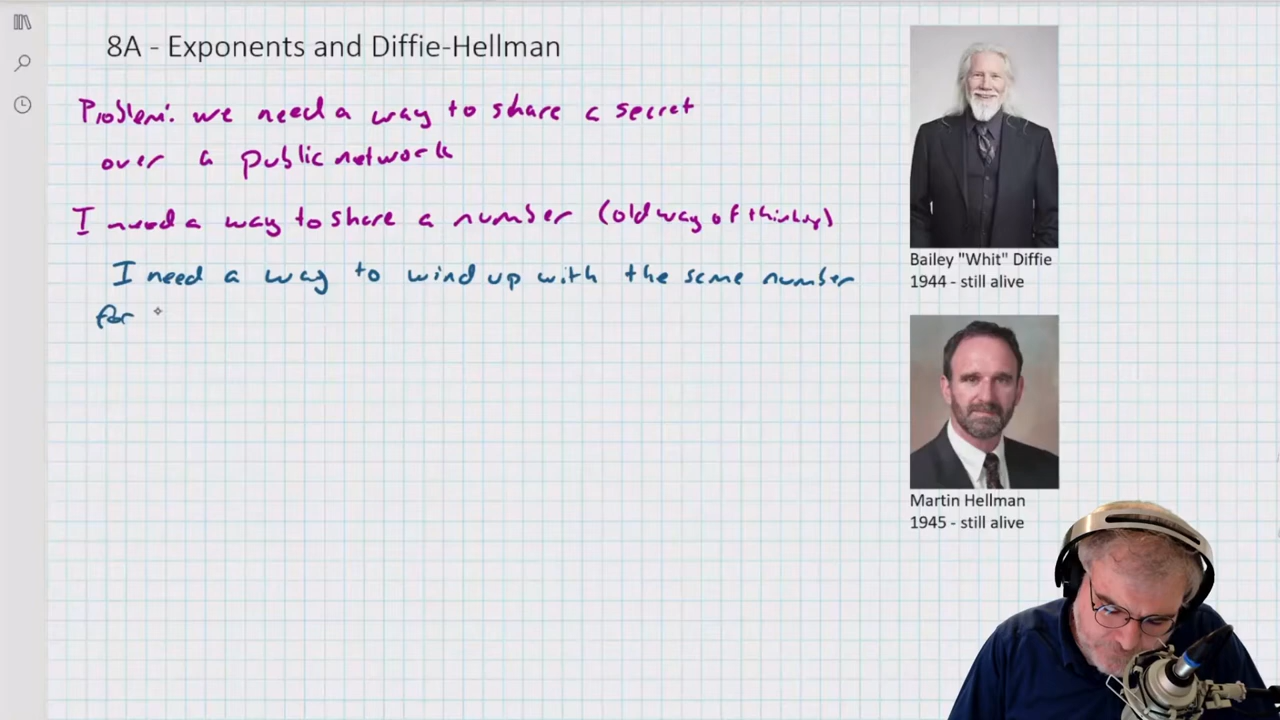 8A - Exponents and Diffie-Hellman
Problem: we need a way to share a secret
over a public network
I need a way to share a number (old way of thinking)
I need a way to wind up with the same number
for
Bailey "Whit" Diffie
1944 - still alive
Martin Hellman
1945 - still alive